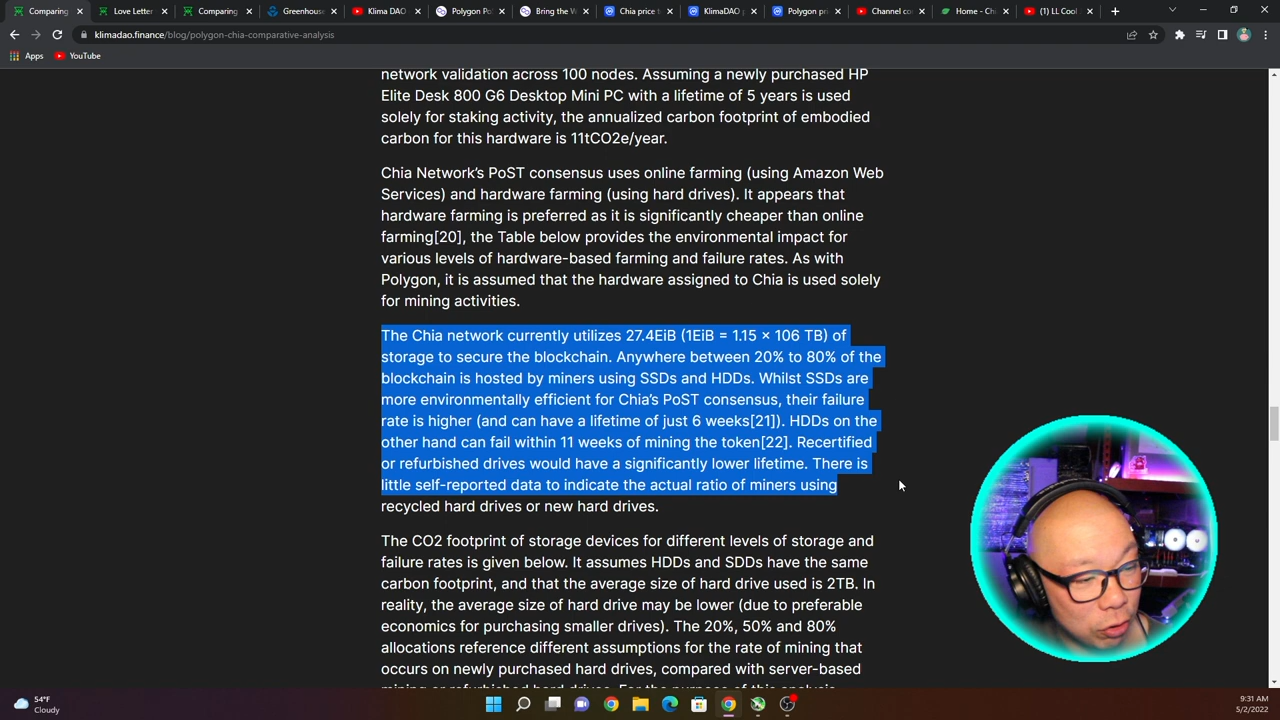 Comparing
Love Letter
Comparing
Greenhouse
Klima DAO
Polygon Po
Bring the W
Chia price t
KlimaDAO p
Polygon pri
Channel co
Home - Chi
(1) LL Cool
klimadao.finance/blog/polygon-chia-comparative-analysis
Apps
YouTube
network validation across 100 nodes. Assuming a newly purchased HP
Elite Desk 800 G6 Desktop Mini PC with a lifetime of 5 years is used
solely for staking activity, the annualized carbon footprint of embodied
carbon for this hardware is 11tCO2e/year.
Chia Network's PoST consensus uses online farming (using Amazon Web
Services) and hardware farming (using hard drives). It appears that
hardware farming is preferred as it is significantly cheaper than online
farming[20], the Table below provides the environmental impact for
various levels of hardware-based farming and failure rates. As with
Polygon, it is assumed that the hardware assigned to Chia is used solely
for mining activities.
The Chia network currently utilizes 27.4EiB (1EiB = 1.15 × 106 TB) of
storage to secure the blockchain. Anywhere between 20% to 80% of the
blockchain is hosted by miners using SSDs and HDDs. Whilst SSDs are
more environmentally efficient for Chia's PoST consensus, their failure
rate is higher (and can have a lifetime of just 6 weeks[21]). HDDs on the
other hand can fail within 11 weeks of mining the token[22]. Recertified
or refurbished drives would have a significantly lower lifetime. There is
little self-reported data to indicate the actual ratio of miners using
recycled hard drives or new hard drives.
The CO2 footprint of storage devices for different levels of storage and
failure rates is given below. It assumes HDDs and SDDs have the same
carbon footprint, and that the average size of hard drive used is 2TB. In
reality, the average size of hard drive may be lower (due to preferable
economics for purchasing smaller drives). The 20%, 50% and 80%
allocations reference different assumptions for the rate of mining that
occurs on newly purchased hard drives, compared with server-based
54°F
Cloudy
9:31 AM
5/2/2022